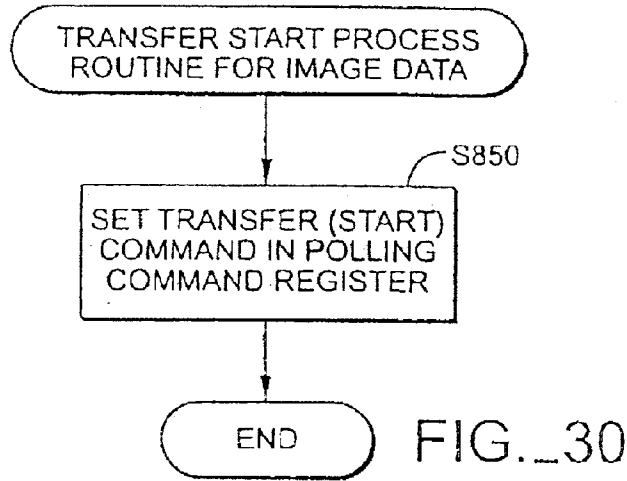 TRANSFER START PROCESS
ROUTINE FOR IMAGE DATA
S850
SET TRANSFER (START)
COMMAND IN POLLING
COMMAND REGISTER
END
FIG._30